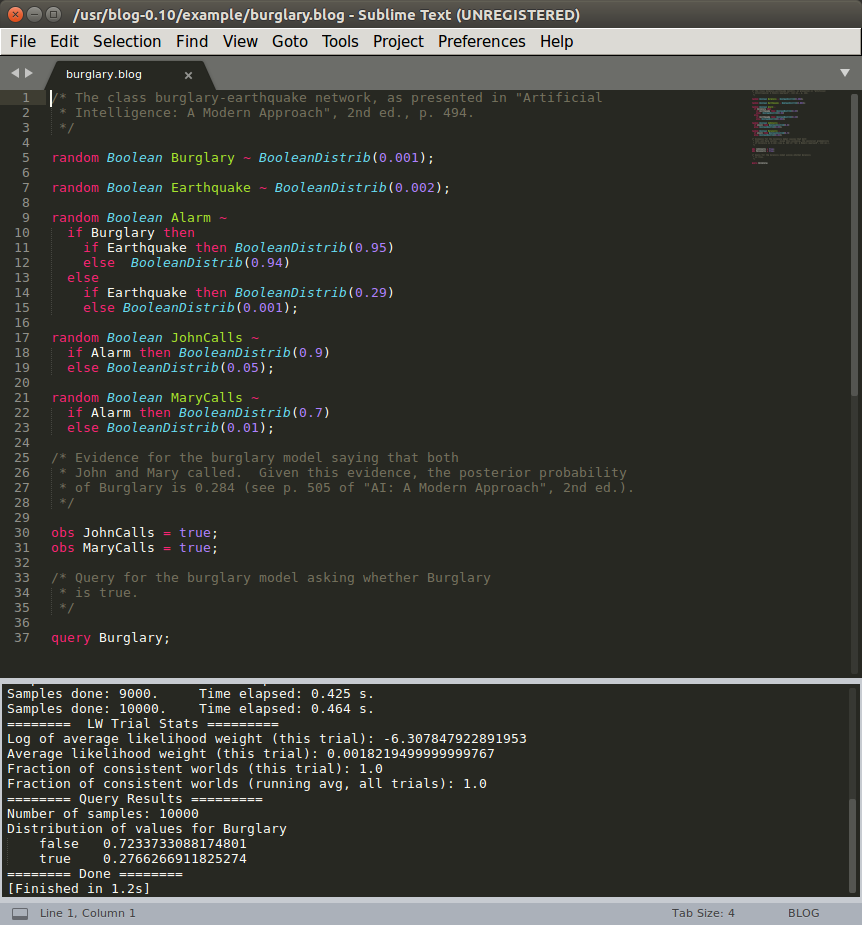 /usr/blog-0.10/example/burglary.blog - Sublime Text (UNREGISTERED)
File Edit Selection Find View Goto Tools Project Preferences Help
burglary.blog
1 /* The class burglary-earthquake network, as presented in "Artificial
2  * Intelligence: A Modern Approach", 2nd ed., p. 494.
3  */
4
5 random Boolean Burglary ~ BooleanDistrib(0.001);
6
7 random Boolean Earthquake ~ BooleanDistrib(0.002);
8
9 random Boolean Alarm ~
10   if Burglary then
11     if Earthquake then BooleanDistrib(0.95)
12     else  BooleanDistrib(0.94)
13   else
14     if Earthquake then BooleanDistrib(0.29)
15     else BooleanDistrib(0.001);
16
17 random Boolean JohnCalls ~
18   if Alarm then BooleanDistrib(0.9)
19   else BooleanDistrib(0.05);
20
21 random Boolean MaryCalls ~
22   if Alarm then BooleanDistrib(0.7)
23   else BooleanDistrib(0.01);
24
25 /* Evidence for the burglary model saying that both
26  * John and Mary called.  Given this evidence, the posterior probability
27  * of Burglary is 0.284 (see p. 505 of "AI: A Modern Approach", 2nd ed.).
28  */
29
30 obs JohnCalls = true;
31 obs MaryCalls = true;
32
33 /* Query for the burglary model asking whether Burglary
34  * is true.
35  */
36
37 query Burglary;
Samples done: 9000.     Time elapsed: 0.425 s.
Samples done: 10000.    Time elapsed: 0.464 s.
========  LW Trial Stats =========
Log of average likelihood weight (this trial): -6.307847922891953
Average likelihood weight (this trial): 0.0018219499999999767
Fraction of consistent worlds (this trial): 1.0
Fraction of consistent worlds (running avg, all trials): 1.0
======== Query Results =========
Number of samples: 10000
Distribution of values for Burglary
    false   0.7233733088174801
    true    0.2766266911825274
======== Done ========
[Finished in 1.2s]
Line 1, Column 1 Tab Size: 4 BLOG